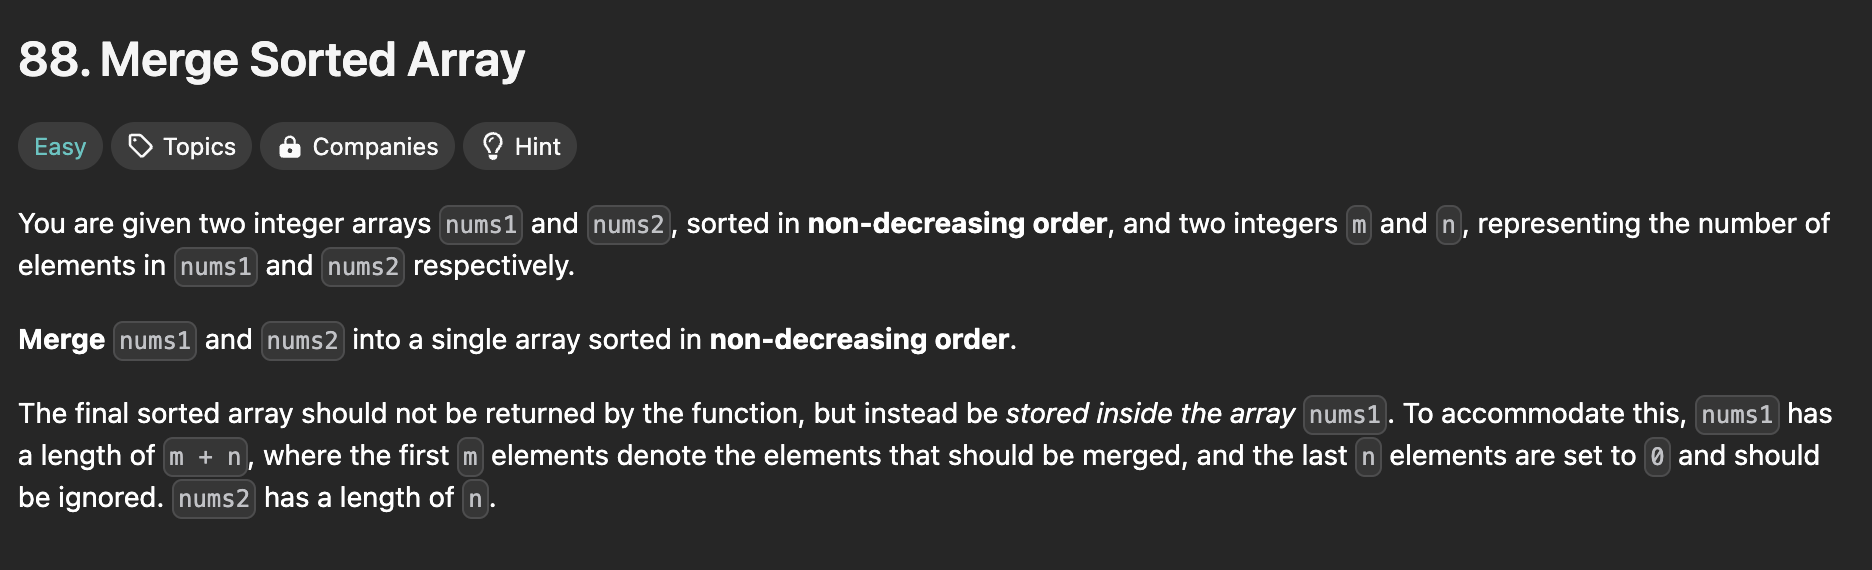 88. Merge Sorted Array
Easy Topics Companies Hint
You are given two integer arrays nums1 and nums2, sorted in non-decreasing order, and two integers m and n, representing the number of
elements in nums1 and nums2 respectively.
Merge nums1 and nums2 into a single array sorted in non-decreasing order.
The final sorted array should not be returned by the function, but instead be stored inside the array nums1. To accommodate this, nums1 has
a length of m + n, where the first m elements denote the elements that should be merged, and the last n elements are set to 0 and should
be ignored. nums2 has a length of n.